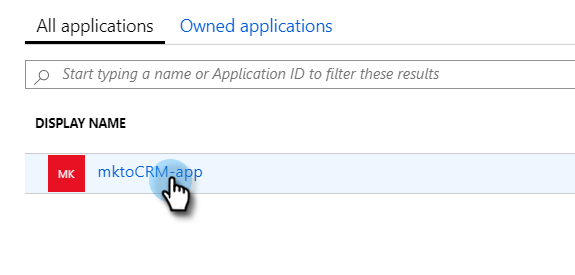 All applications Owned applications
Start typing a name or Application ID to filter these results
DISPLAY NAME
MK mktoCRM-app